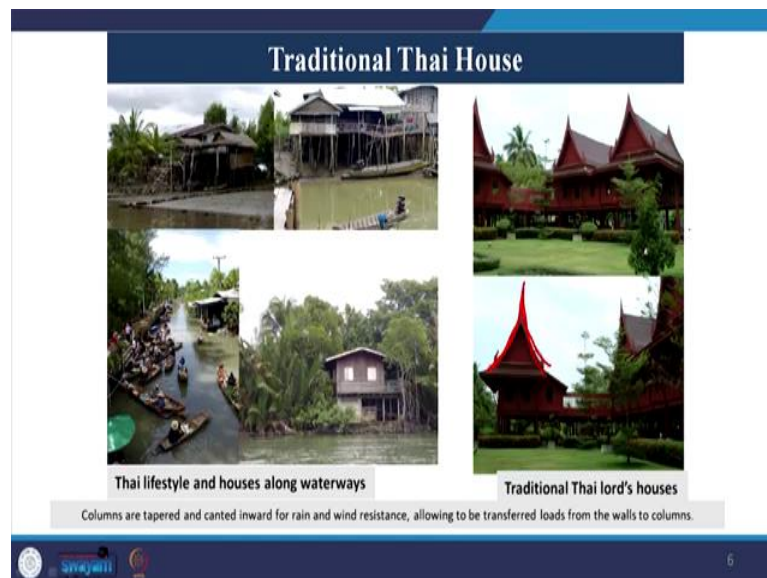 Traditional Thai House
Thai lifestyle and houses along waterways
Traditional Thai lord's houses
Columns are tapered and canted inward for rain and wind resistance, allowing to be transferred loads from the walls to columns.
swayam
6